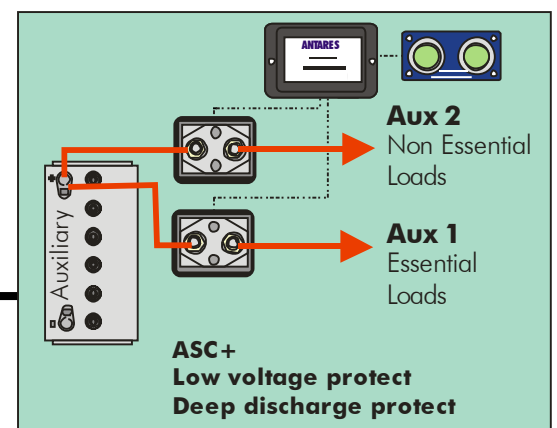 ANTARES
Aux 2
Non Essential
Loads
Aux 1
Essential
Loads
+
Auxiliary
-
ASC+
Low voltage protect
Deep discharge protect